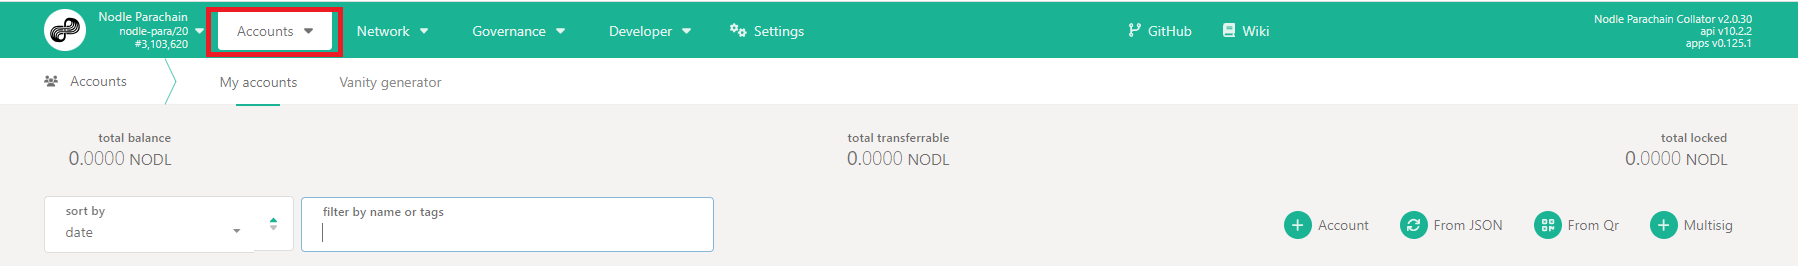 Nodle Parachain
nodle-para/20
#3,103,620
Accounts
Network
Governance
Developer
Settings
GitHub
Wiki
Nodle Parachain Collator v2.0.30
api v10.2.2
apps v0.125.1
Accounts
My accounts
Vanity generator
total balance
0.0000 NODL
total transferrable
0.0000 NODL
total locked
0.0000 NODL
sort by
date
filter by name or tags
Account
From JSON
From Qr
Multisig